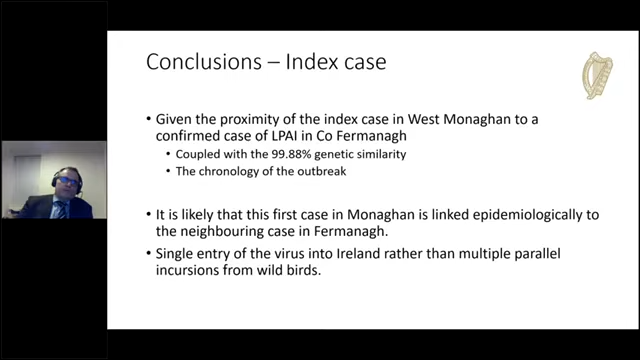 Conclusions – Index case
• Given the proximity of the index case in West Monaghan to a
confirmed case of LPAI in Co Fermanagh
• Coupled with the 99.88% genetic similarity
• The chronology of the outbreak
• It is likely that this first case in Monaghan is linked epidemiologically to
the neighbouring case in Fermanagh.
• Single entry of the virus into Ireland rather than multiple parallel
incursions from wild birds.